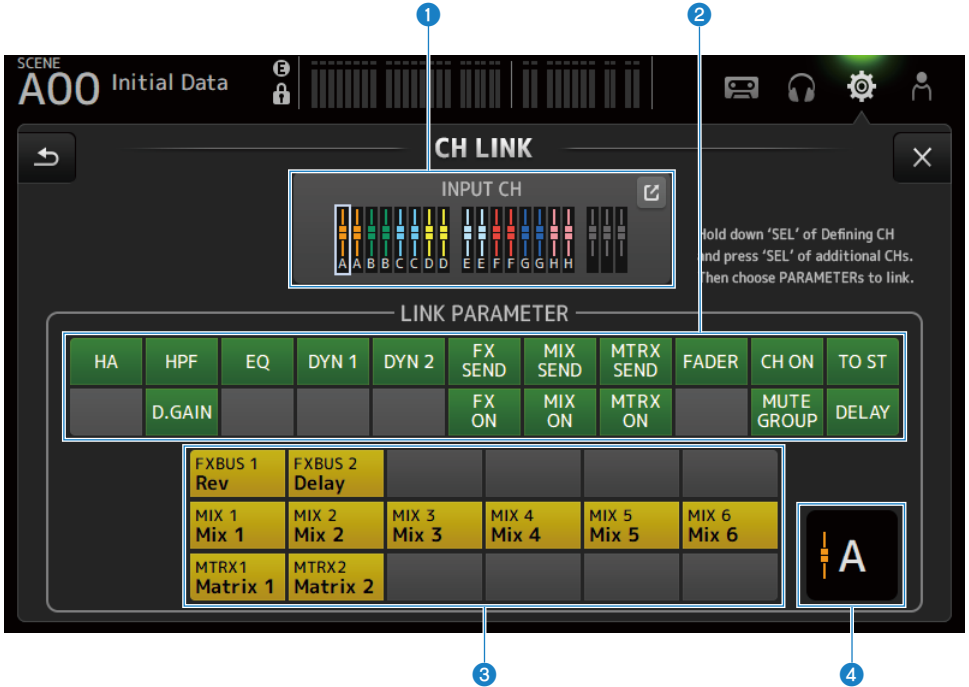 1
2
SCENE
A00 Initial Data
E
CH LINK
INPUT CH
A A B B C C D D E E F F G G H H
Hold down ‘SEL’ of Defining CH
and press ‘SEL’ of additional CHs.
Then choose PARAMETERs to link.
LINK PARAMETER
HA
HPF
EQ
DYN 1
DYN 2
FX
SEND
MIX
SEND
MTRX
SEND
FADER
CH ON
TO ST
D.GAIN
FX
ON
MIX
ON
MTRX
ON
MUTE
GROUP
DELAY
FXBUS 1
Rev
FXBUS 2
Delay
MIX 1
Mix 1
MIX 2
Mix 2
MIX 3
Mix 3
MIX 4
Mix 4
MIX 5
Mix 5
MIX 6
Mix 6
MTRX1
Matrix 1
MTRX2
Matrix 2
A
3
4